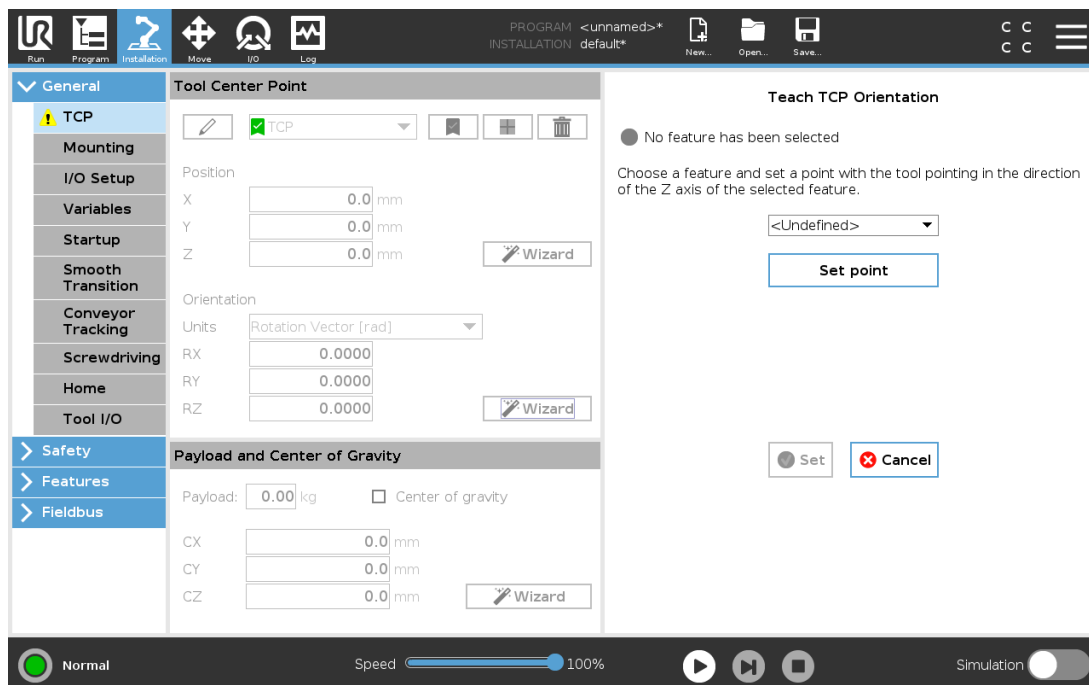 UR
Run
Program
Installation
Move
I/O
Log
PROGRAM <unnamed>*
INSTALLATION default*
New...
Open...
Save...
C C
C C
General
TCP
Mounting
I/O Setup
Variables
Startup
Smooth
Transition
Conveyor
Tracking
Screwdriving
Home
Tool I/O
Safety
Features
Fieldbus
Tool Center Point
TCP
Position
X 0.0 mm
Y 0.0 mm
Z 0.0 mm Wizard
Orientation
Units Rotation Vector [rad]
RX 0.0000
RY 0.0000
RZ 0.0000 Wizard
Payload and Center of Gravity
Payload: 0.00 kg Center of gravity
CX 0.0 mm
CY 0.0 mm
CZ 0.0 mm Wizard
Teach TCP Orientation
No feature has been selected
Choose a feature and set a point with the tool pointing in the direction
of the Z axis of the selected feature.
<Undefined>
Set point
Set Cancel
Normal
Speed 100%
Simulation